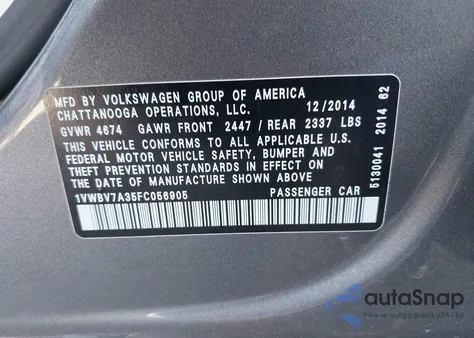 MFD BY VOLKSWAGEN GROUP OF AMERICA
CHATTANOOGA OPERATIONS, LLC. 12/2014
GVWR 4674 GAWR FRONT 2447 / REAR 2337 LBS
THIS VEHICLE CONFORMS TO ALL APPLICABLE U.S.
FEDERAL MOTOR VEHICLE SAFETY, BUMPER AND
THEFT PREVENTION STANDARDS IN EFFECT ON
THE DATE OF MANUFACTURE SHOWN ABOVE.
1VWBV7A35FC056905 PASSENGER CAR
5130041 2014 62
autoSnap